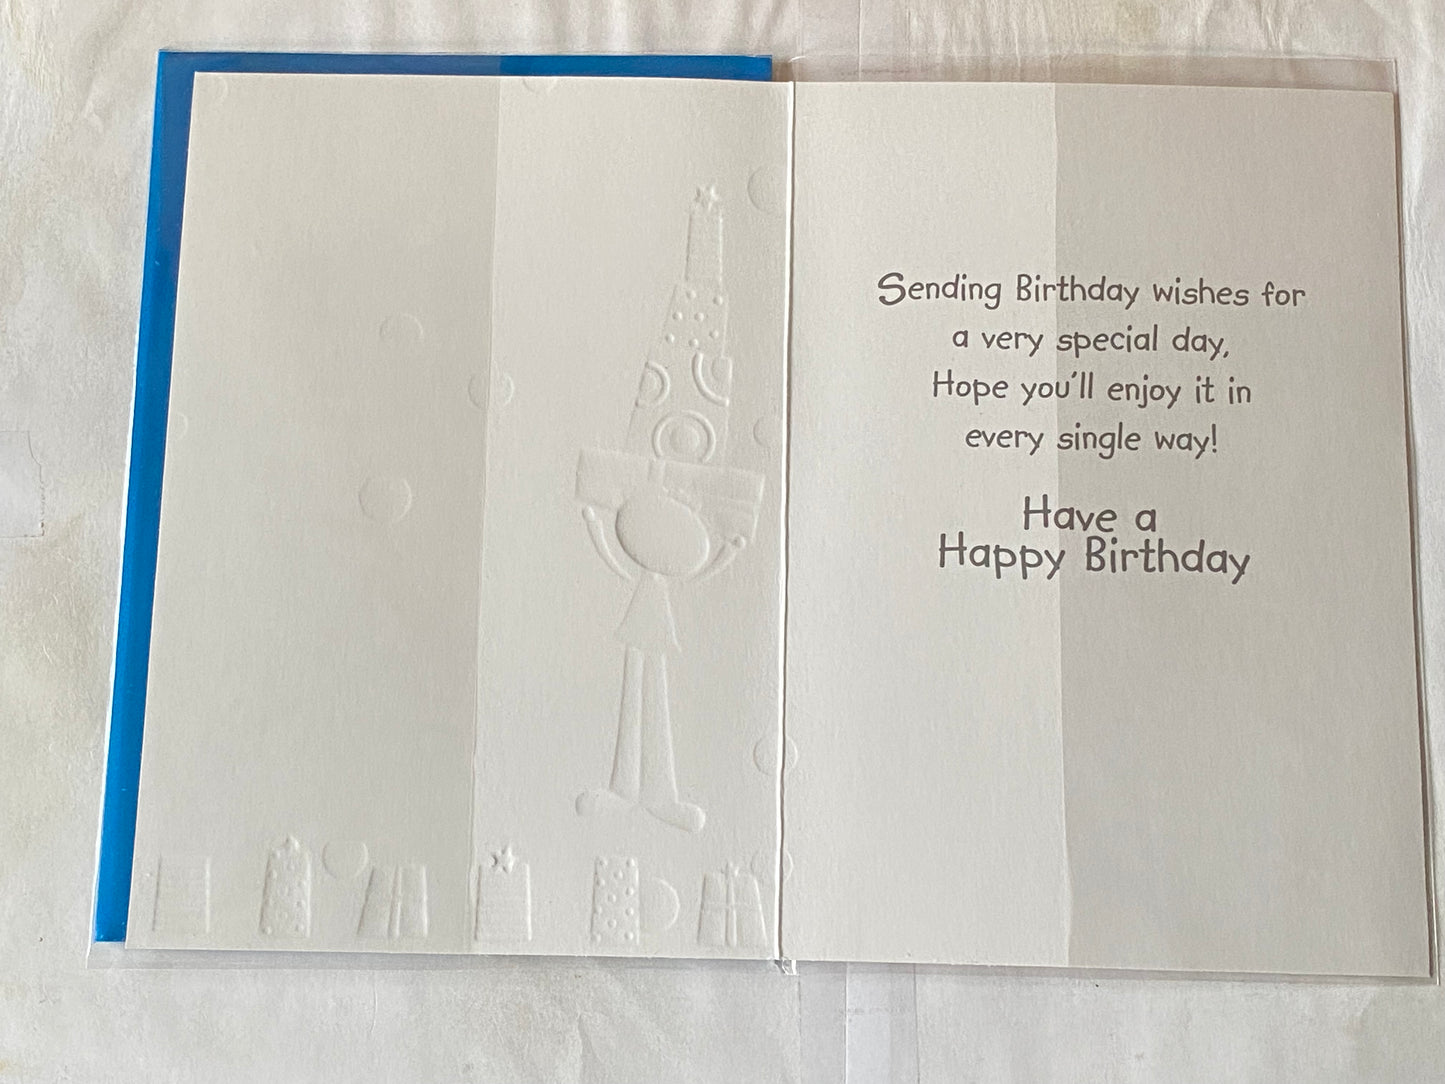 Sending Birthday wishes for
a very special day,
Hope you'll enjoy it in
every single way!
Have a
Happy Birthday